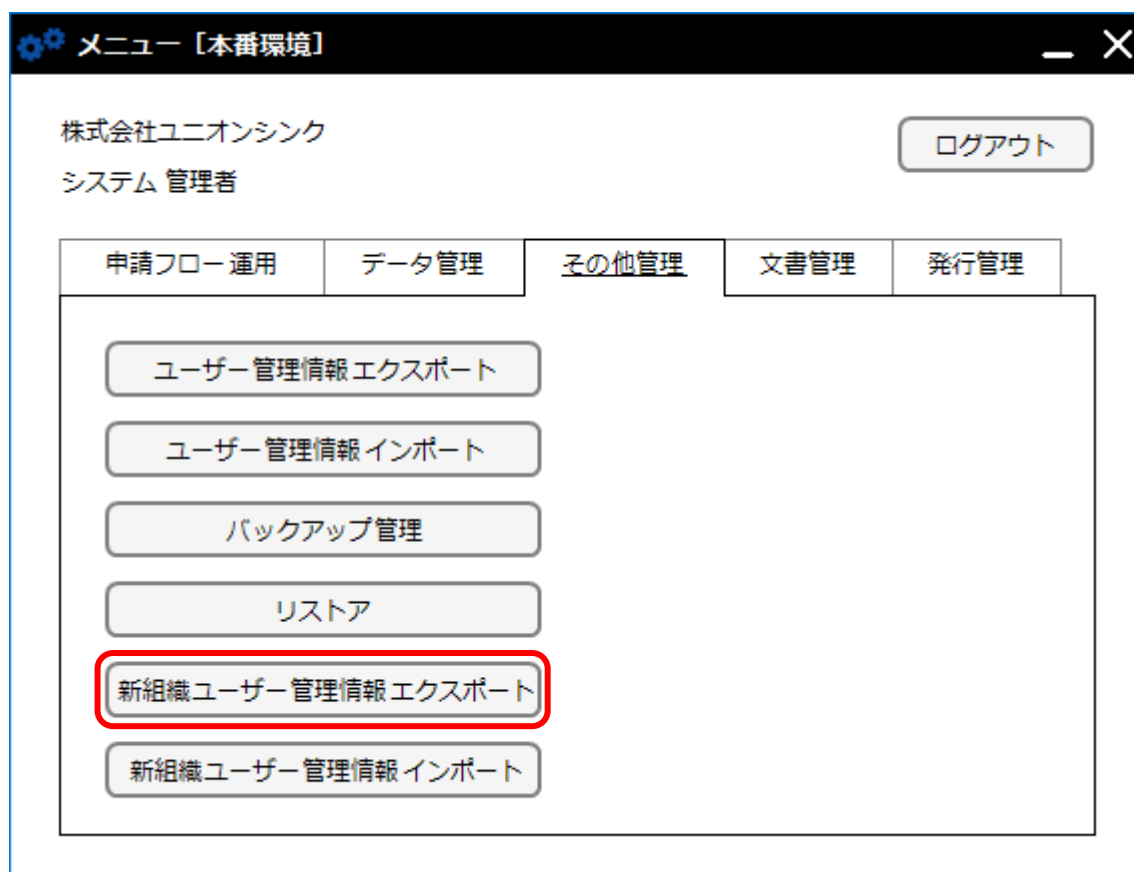 メニュー［本番環境］
株式会社ユニオンシンク
ログアウト
システム 管理者
申請フロー運用
データ管理
その他管理
文書管理
発行管理
ユーザー管理情報エクスポート
ユーザー管理情報インポート
バックアップ管理
リストア
新組織ユーザー管理情報エクスポート
新組織ユーザー管理情報インポート